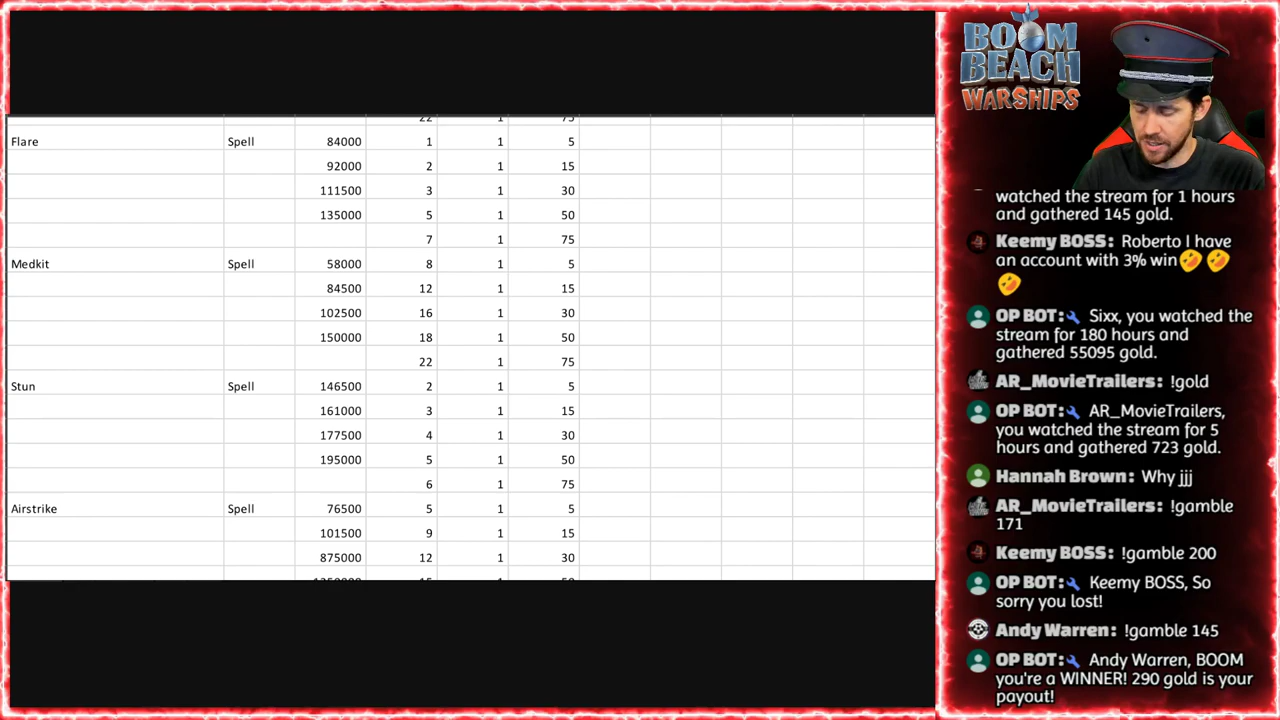 22 1 75
Flare Spell 84000 1 1 5
92000 2 1 15
111500 3 1 30
135000 5 1 50
7 1 75
Medkit Spell 58000 8 1 5
84500 12 1 15
102500 16 1 30
150000 18 1 50
22 1 75
Stun Spell 146500 2 1 5
161000 3 1 15
177500 4 1 30
195000 5 1 50
6 1 75
Airstrike Spell 76500 5 1 5
101500 9 1 15
875000 12 1 30
BOOM
BEACH
WARSHIPS
watched the stream for 1 hours
and gathered 145 gold.
Keemy BOSS: Roberto I have
an account with 3% win🤣 🤣
🤣
OP BOT:🔧 Sixx, you watched the
stream for 180 hours and
gathered 55095 gold.
AR_MovieTrailers: !gold
OP BOT:🔧 AR_MovieTrailers,
you watched the stream for 5
hours and gathered 723 gold.
Hannah Brown: Why jjj
AR_MovieTrailers: !gamble
171
Keemy BOSS: !gamble 200
OP BOT:🔧 Keemy BOSS, So
sorry you lost!
Andy Warren: !gamble 145
OP BOT:🔧 Andy Warren, BOOM
you're a WINNER! 290 gold is your
payout!